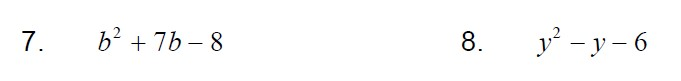 7. b² + 7b – 8 8. y² – y – 6